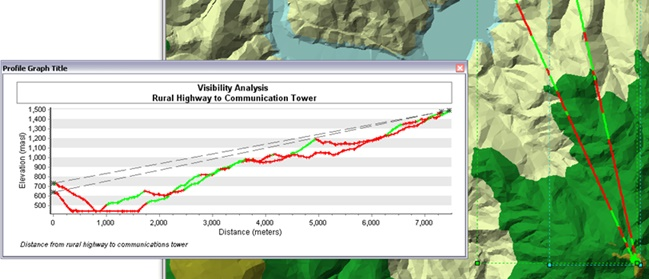 Profile Graph Title
Visibility Analysis
Rural Highway to Communication Tower
1,500
1,400
1,300
1,200
1,100
1,000
900
800
700
600
500
Elevation (masl)
0 1,000 2,000 3,000 4,000 5,000 6,000 7,000
Distance (meters)
Distance from rural highway to communications tower